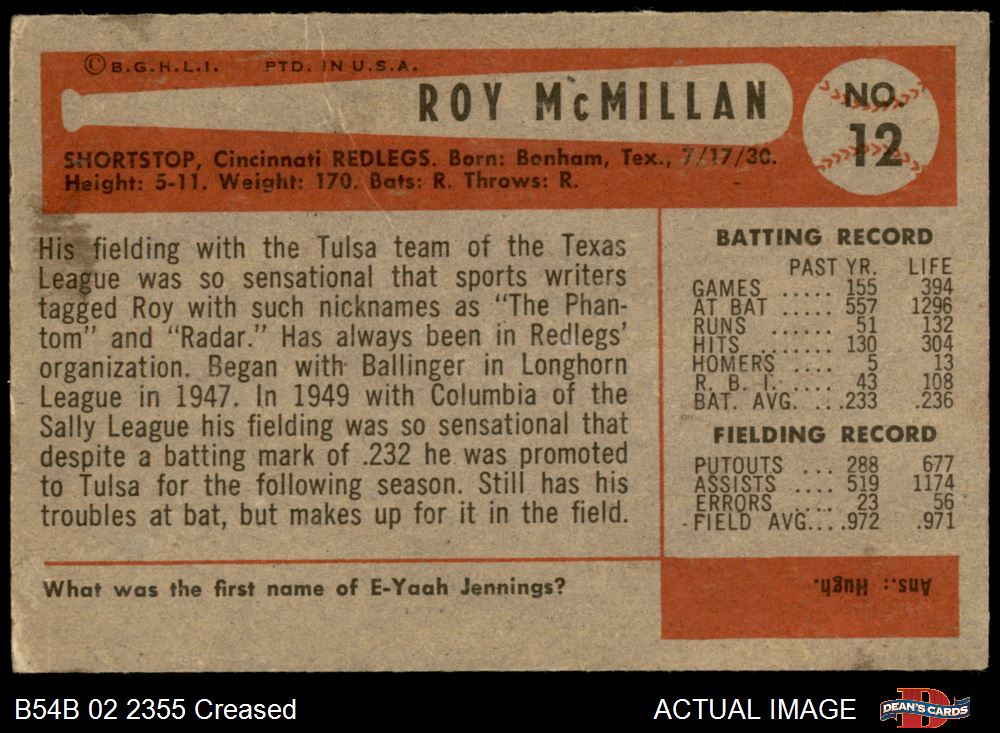 © B.G.H.L.I. PTD. IN U.S.A.
ROY McMILLAN
NO.
12
SHORTSTOP, Cincinnati REDLEGS. Born: Bonham, Tex., 7/17/30.
Height: 5-11. Weight: 170. Bats: R. Throws: R.
His fielding with the Tulsa team of the Texas
League was so sensational that sports writers
tagged Roy with such nicknames as "The Phan-
tom" and "Radar." Has always been in Redlegs'
organization. Began with Ballinger in Longhorn
League in 1947. In 1949 with Columbia of the
Sally League his fielding was so sensational that
despite a batting mark of .232 he was promoted
to Tulsa for the following season. Still has his
troubles at bat, but makes up for it in the field.
BATTING RECORD
PAST YR. LIFE
GAMES ..... 155 394
AT BAT ..... 557 1296
RUNS ...... 51 132
HITS ....... 130 304
HOMERS .... 5 13
R. B. I. .... 43 108
BAT. AVG. ...233 .236
FIELDING RECORD
PUTOUTS ... 288 677
ASSISTS .... 519 1174
ERRORS .... 23 56
FIELD AVG....972 .971
What was the first name of E-Yaah Jennings?
Ans.: Hugh.
B54B 02 2355 Creased
ACTUAL IMAGE
DEAN'S CARDS